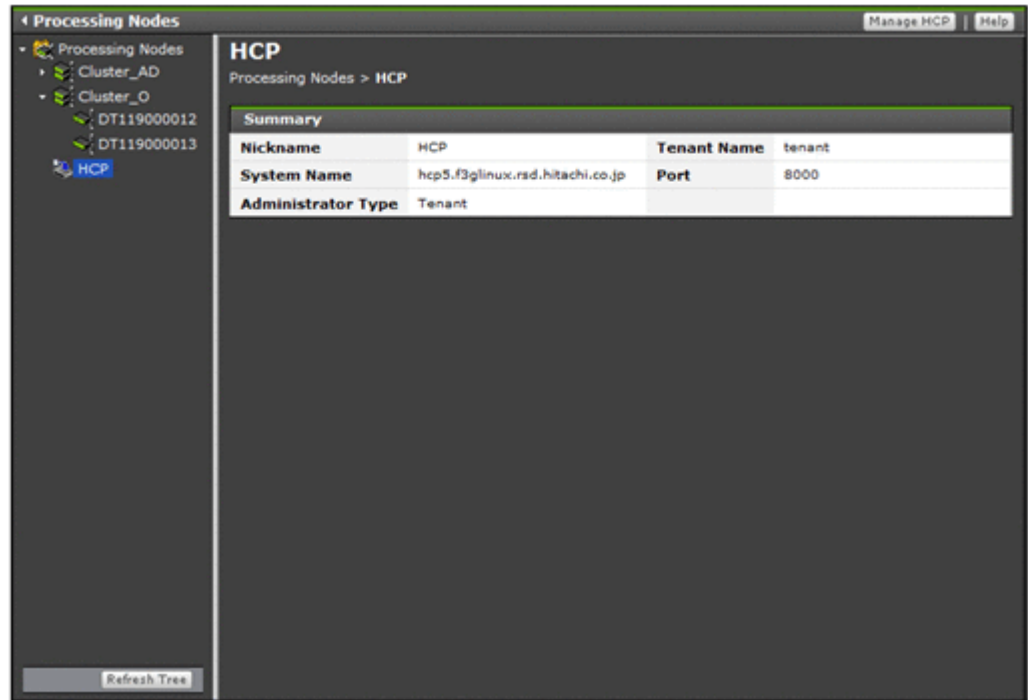 Processing Nodes
Manage HCP | Help
Processing Nodes
Cluster_AD
Cluster_O
DT119000012
DT119000013
HCP
Refresh Tree
HCP
Processing Nodes > HCP
Summary
Nickname HCP Tenant Name tenant
System Name hcp5.f3glinux.rsd.hitachi.co.jp Port 8000
Administrator Type Tenant